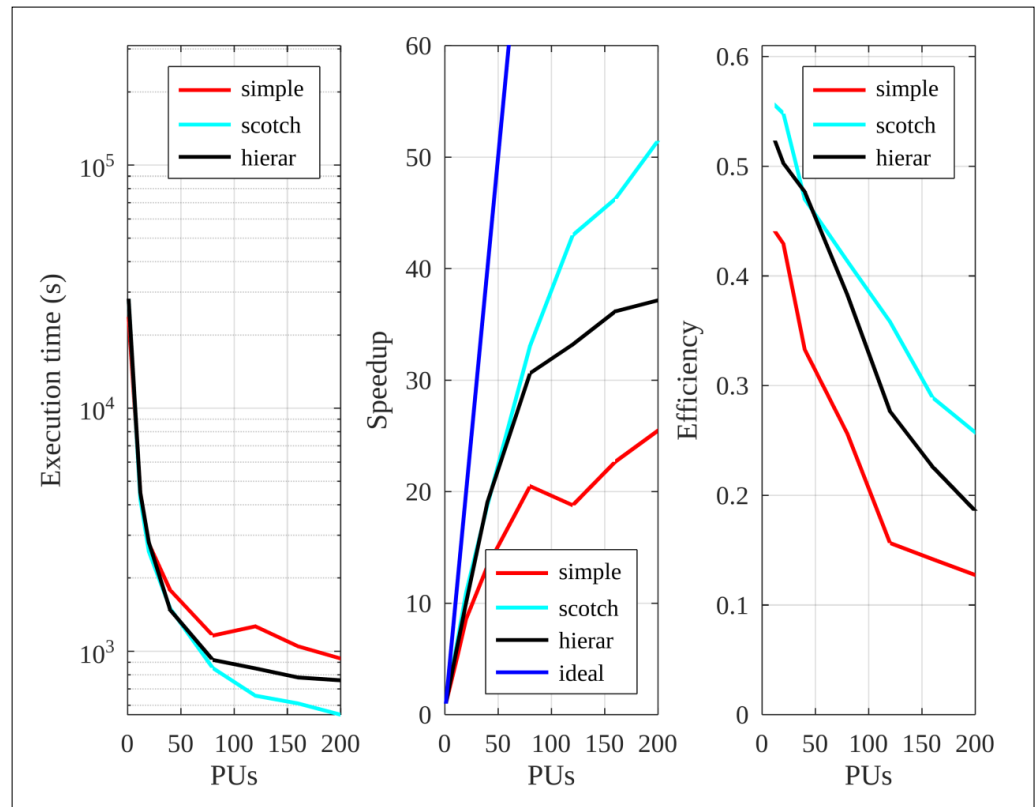 simple
scotch
hierar
10^5
10^4
10^3
Execution time (s)
0 50 100 150 200
PUs
60
50
40
30
20
10
0
Speedup
simple
scotch
hierar
ideal
0 50 100 150 200
PUs
simple
scotch
hierar
0.6
0.5
0.4
0.3
0.2
0.1
0
Efficiency
0 50 100 150 200
PUs